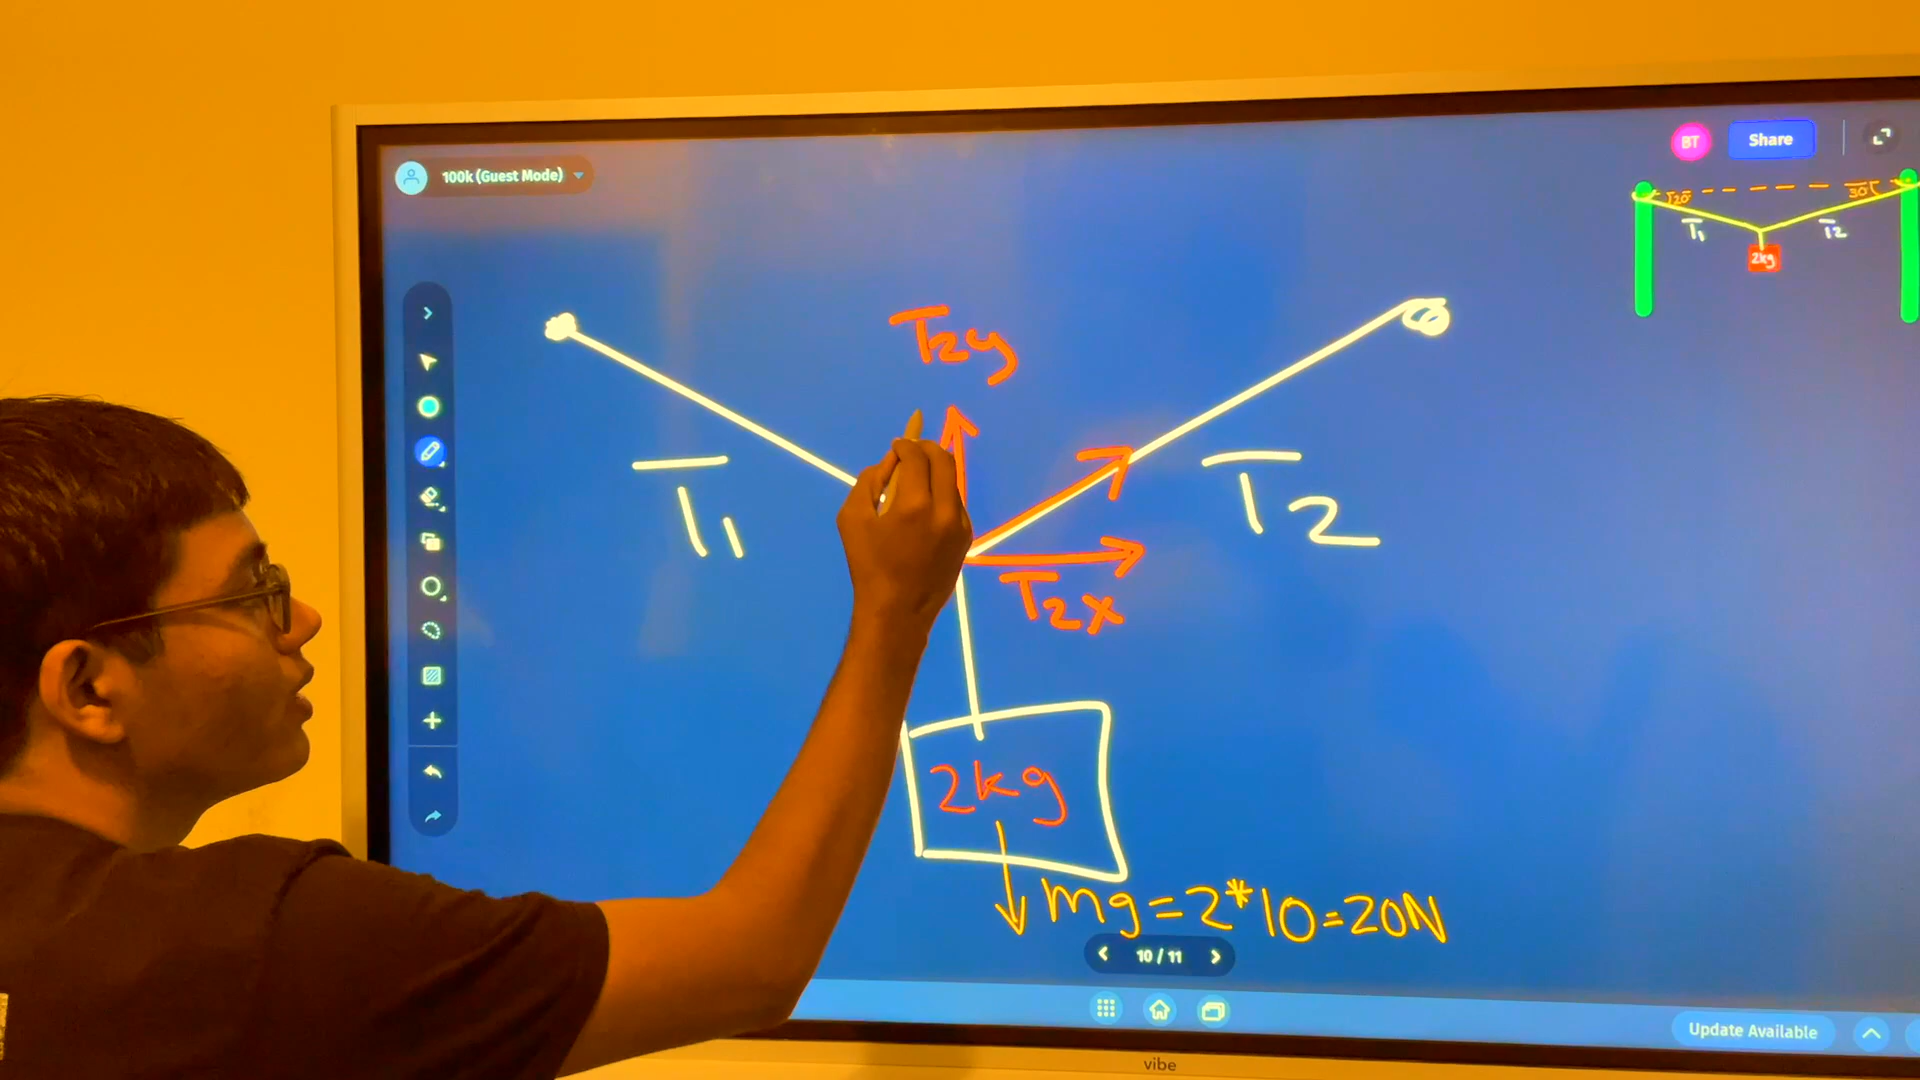 100k (Guest Mode)
BT
Share
20
30
T1
T2
2kg
T2y
T1
T2
T2x
2kg
mg=2*10=20N
10 / 11
Update Available
vibe